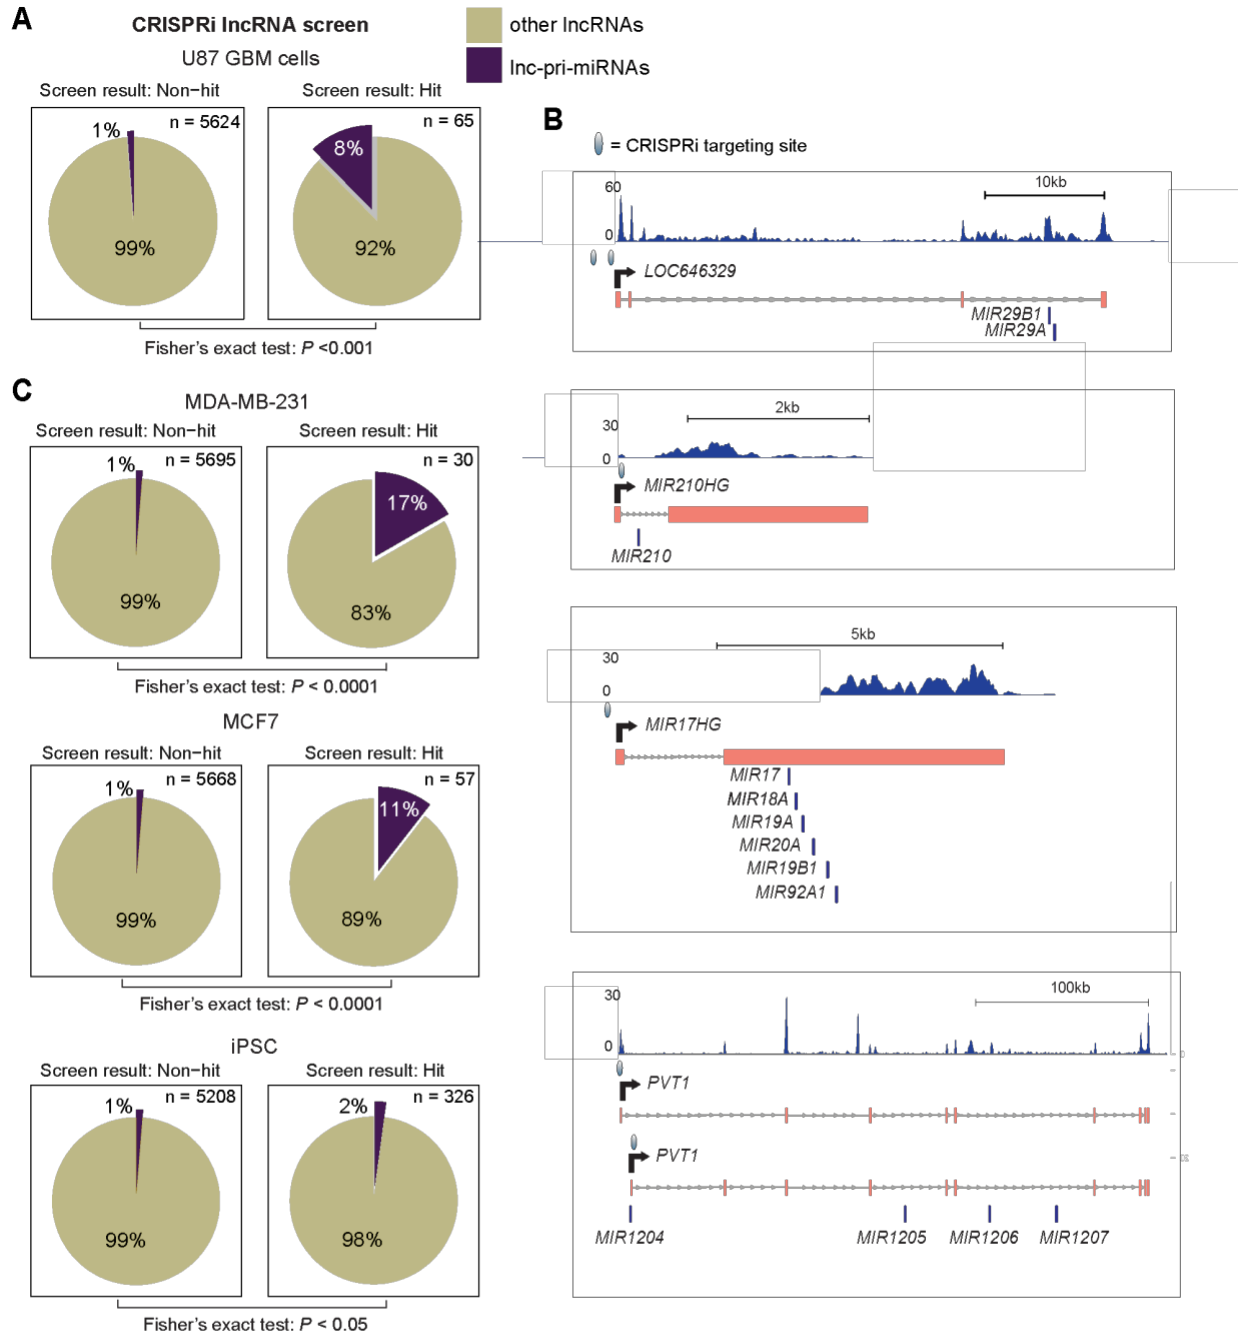 A
CRISPRi lncRNA screen
U87 GBM cells
other lncRNAs
lnc-pri-miRNAs
Screen result: Non-hit
Screen result: Hit
1%
n = 5624
99%
8%
n = 65
92%
Fisher's exact test: P <0.001
B
= CRISPRi targeting site
60
0
10kb
LOC646329
MIR29B1
MIR29A
30
0
2kb
MIR210HG
MIR210
30
0
5kb
MIR17HG
MIR17
MIR18A
MIR19A
MIR20A
MIR19B1
MIR92A1
30
0
100kb
PVT1
PVT1
MIR1204
MIR1205
MIR1206
MIR1207
C
MDA-MB-231
Screen result: Non-hit
Screen result: Hit
1%
n = 5695
99%
n = 30
17%
83%
Fisher's exact test: P < 0.0001
MCF7
Screen result: Non-hit
Screen result: Hit
1%
n = 5668
99%
n = 57
11%
89%
Fisher's exact test: P < 0.0001
iPSC
Screen result: Non-hit
Screen result: Hit
1%
n = 5208
99%
2%
n = 326
98%
Fisher's exact test: P < 0.05